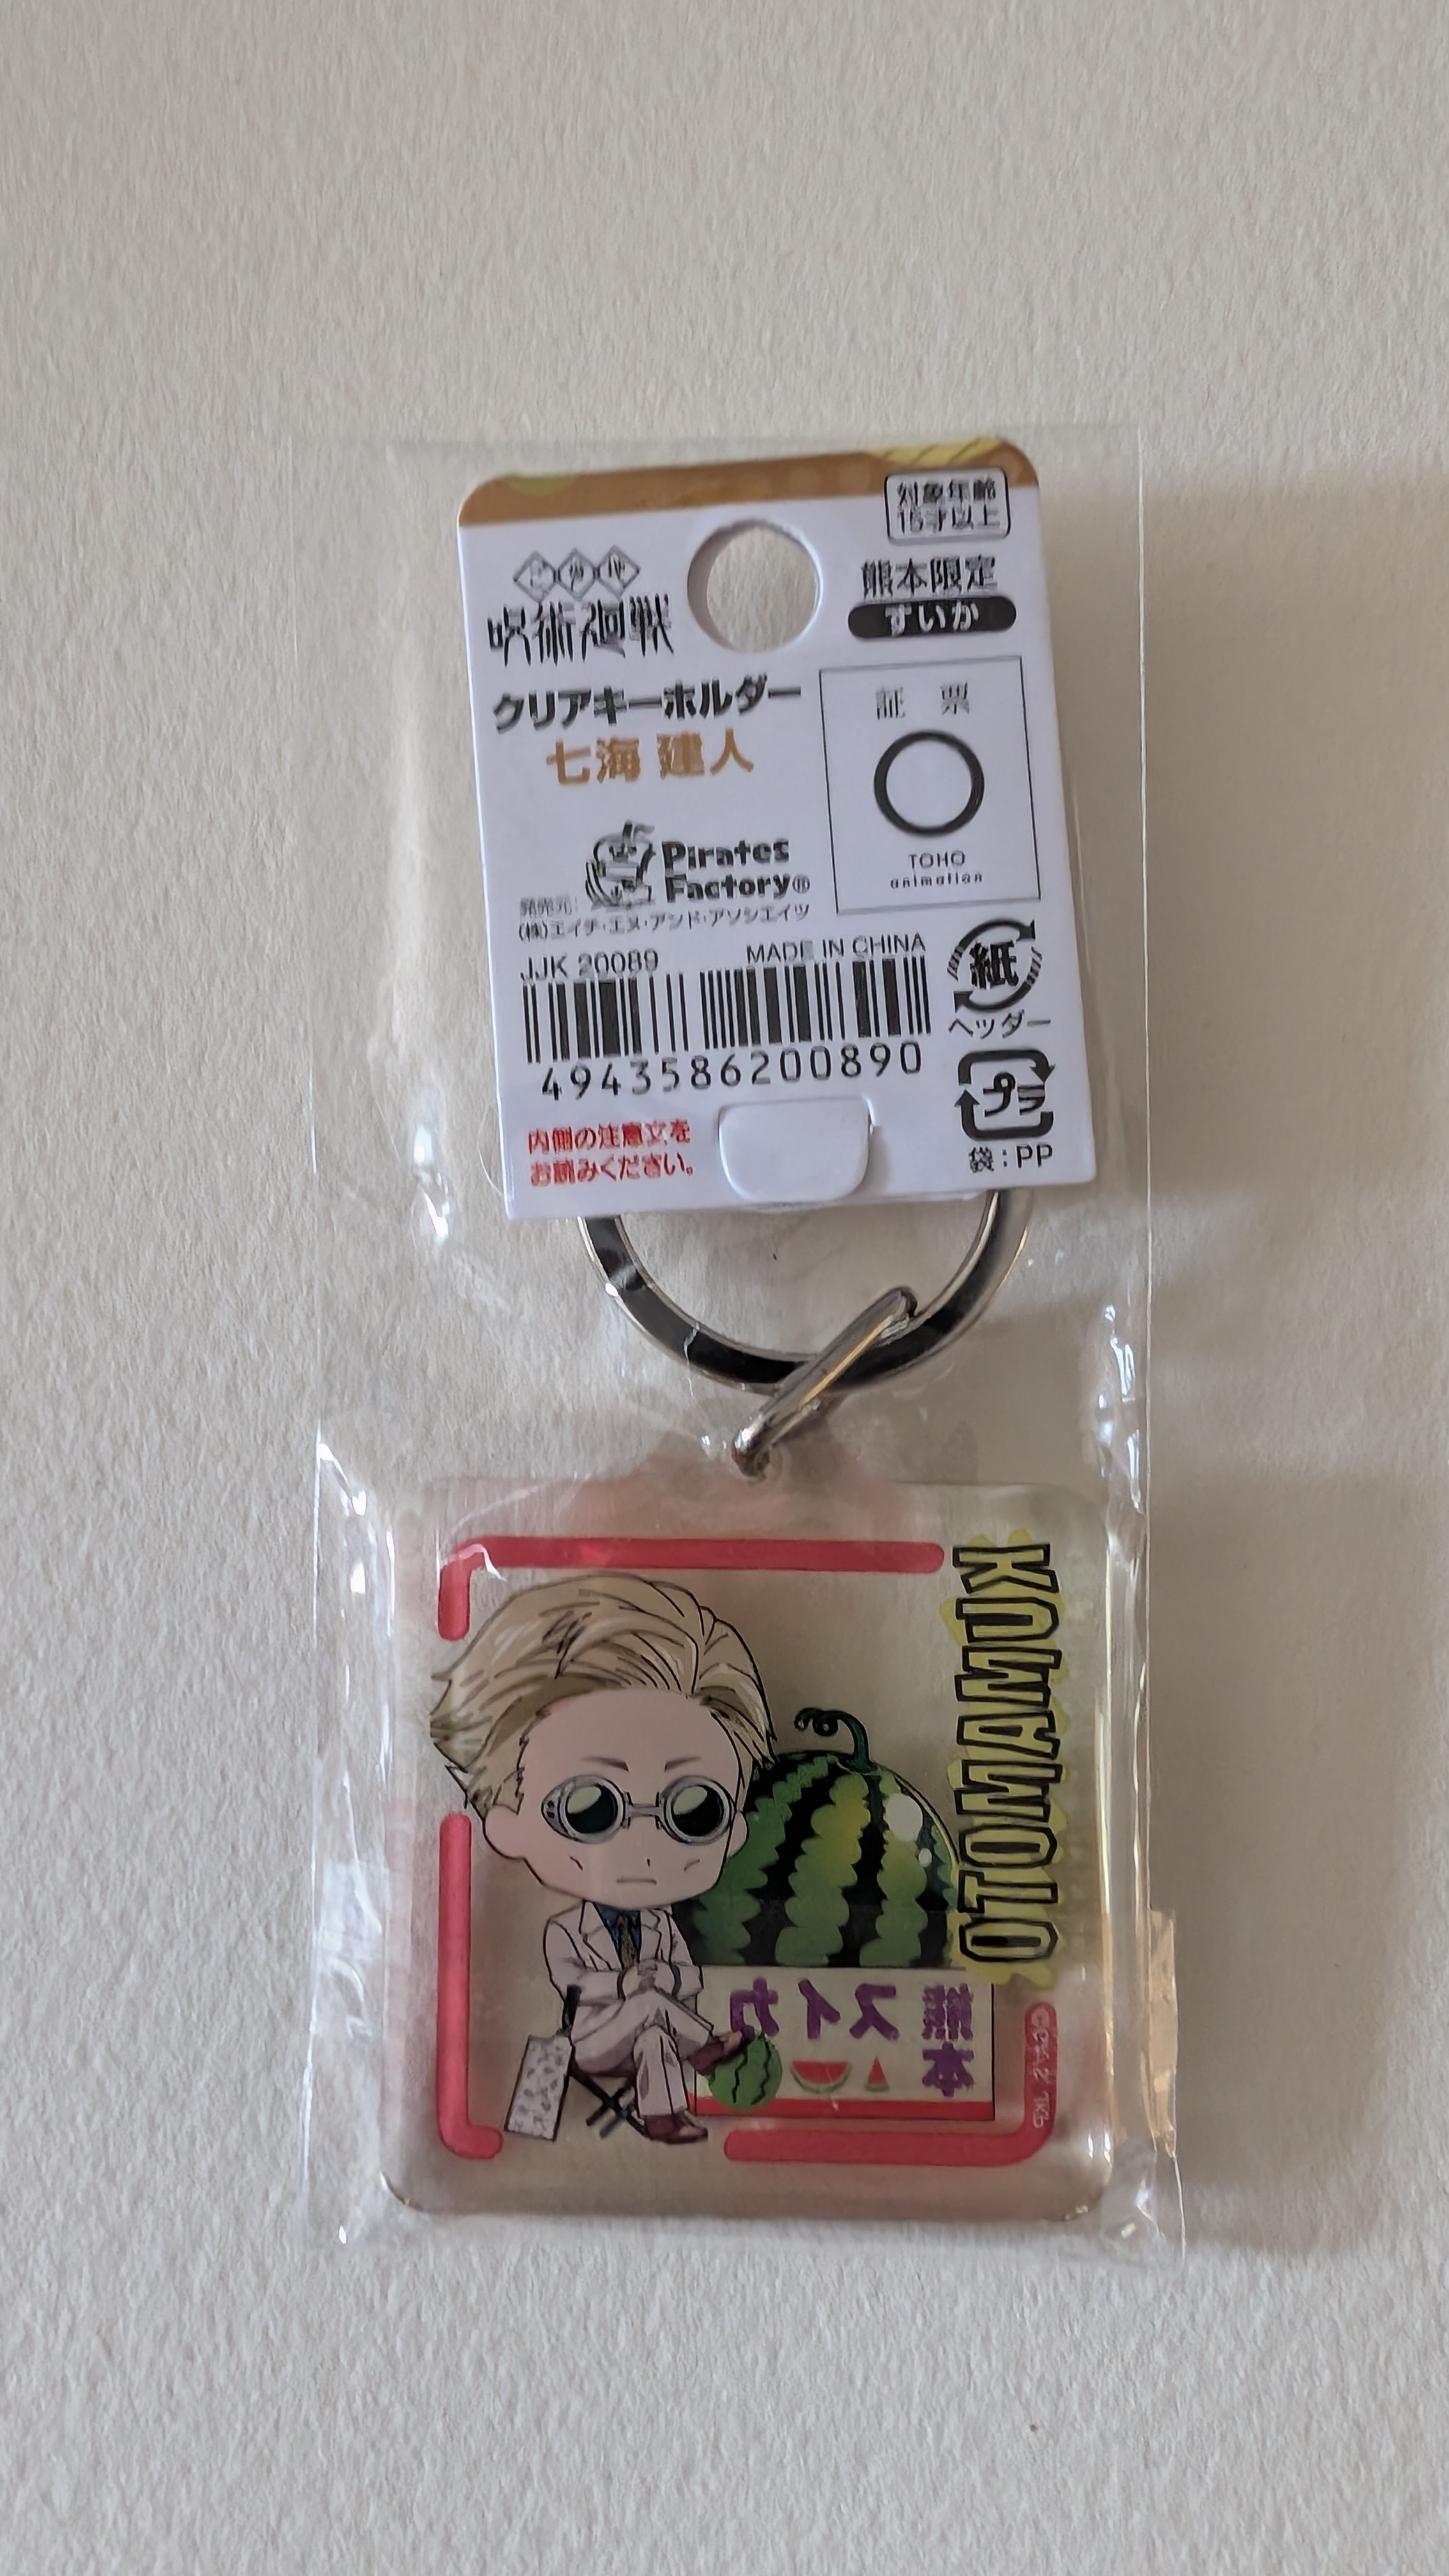 対象年齢
15才以上
ご当地
呪術廻戦
熊本限定
すいか
クリアキーホルダー
七海 建人
証 票
TOHO
animation
Pirates
Factory®
発売元:
(株)エイチ・エヌ・アンド・アソシエイツ
JJK 20089
MADE IN CHINA
4943586200890
紙
ヘッダー
プラ
袋:PP
内側の注意文を
お読みください。
KUMAMOTO
熊本
スイカ